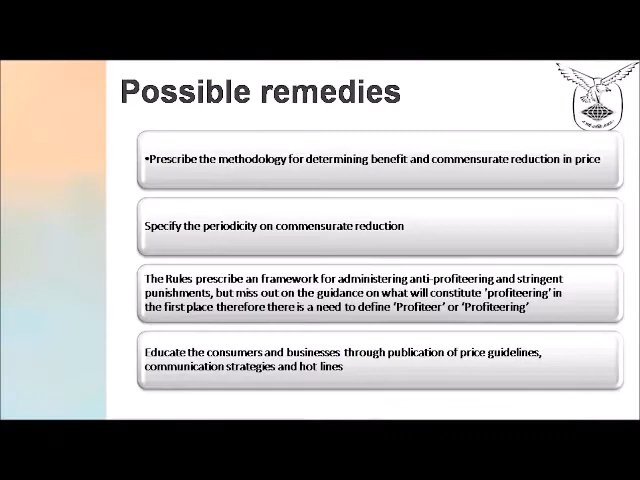 Possible remedies
•Prescribe the methodology for determining benefit and commensurate reduction in price
Specify the periodicity on commensurate reduction
The Rules prescribe an framework for administering anti-profiteering and stringent
punishments, but miss out on the guidance on what will constitute 'profiteering' in
the first place therefore there is a need to define 'Profiteer' or 'Profiteering'
Educate the consumers and businesses through publication of price guidelines,
communication strategies and hot lines